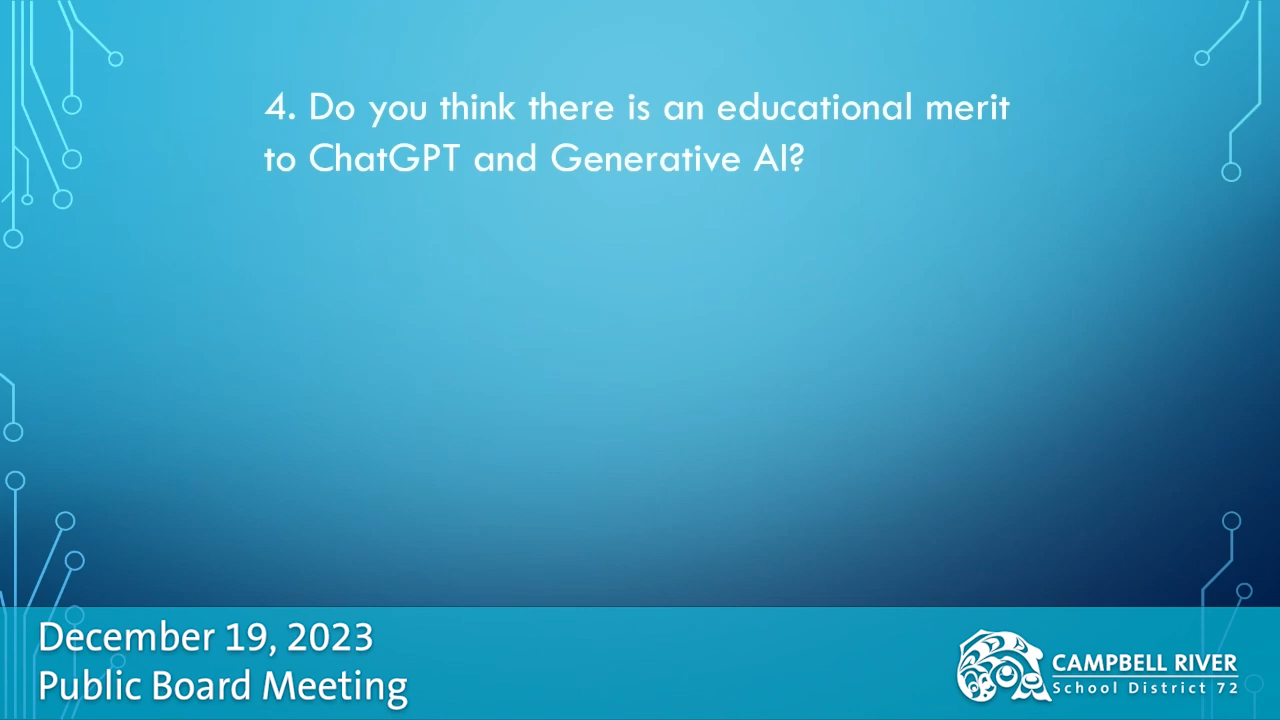 4. Do you think there is an educational merit
to ChatGPT and Generative AI?
December 19, 2023
Public Board Meeting
CAMPBELL RIVER
School District 72